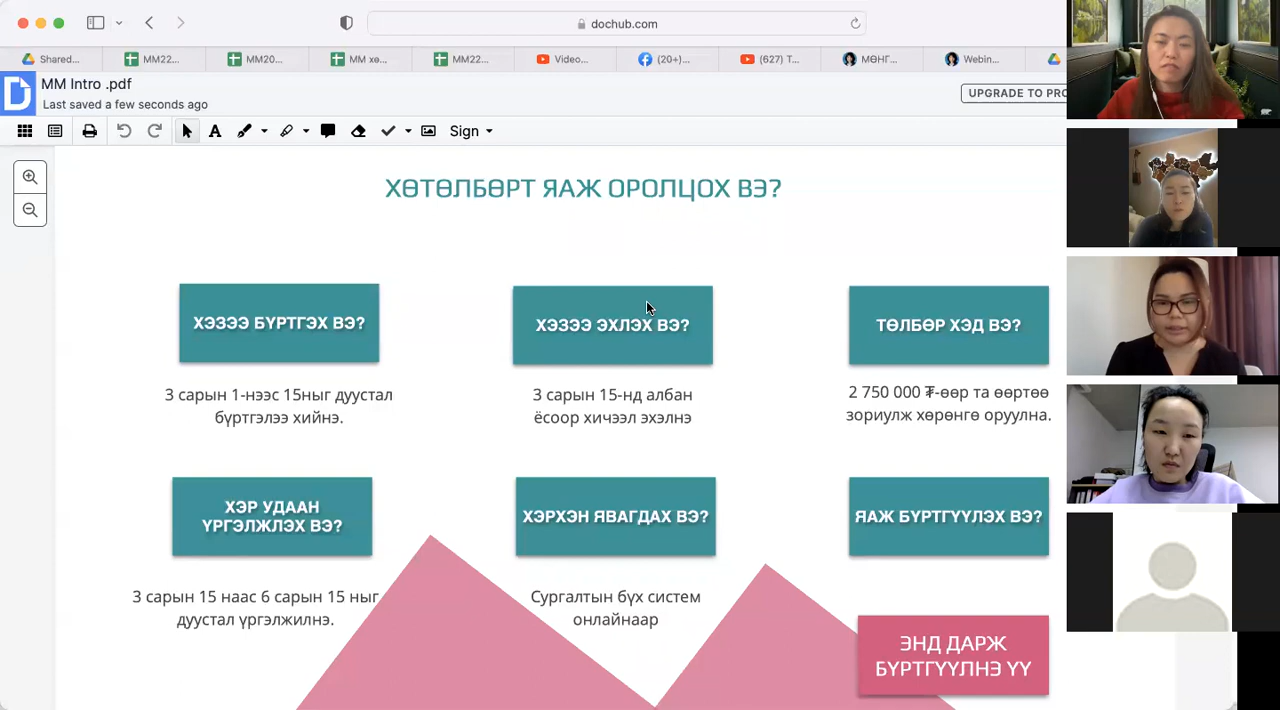 dochub.com
Shared...
MM22...
MM20...
MM хө...
MM22...
Video...
(20+)...
(627) T...
МӨНГ...
Webin...
MM Intro .pdf
Last saved a few seconds ago
UPGRADE TO PRO
A
Sign
ХӨТӨЛБӨРТ ЯАЖ ОРОЛЦОХ ВЭ?
ХЭЗЭЭ БҮРТГЭХ ВЭ?
3 сарын 1-нээс 15ныг дуустал
бүртгэлээ хийнэ.
ХЭЗЭЭ ЭХЛЭХ ВЭ?
3 сарын 15-нд албан
ёсоор хичээл эхэлнэ
ТӨЛБӨР ХЭД ВЭ?
2 750 000 ₮-өөр та өөртөө
зориулж хөрөнгө оруулна.
ХЭР УДААН
ҮРГЭЛЖЛЭХ ВЭ?
3 сарын 15 наас 6 сарын 15 ныг
дуустал үргэлжилнэ.
ХЭРХЭН ЯВАГДАХ ВЭ?
Сургалтын бүх систем
онлайнаар
ЯАЖ БҮРТГҮҮЛЭХ ВЭ?
ЭНД ДАРЖ
БҮРТГҮҮЛНЭ ҮҮ